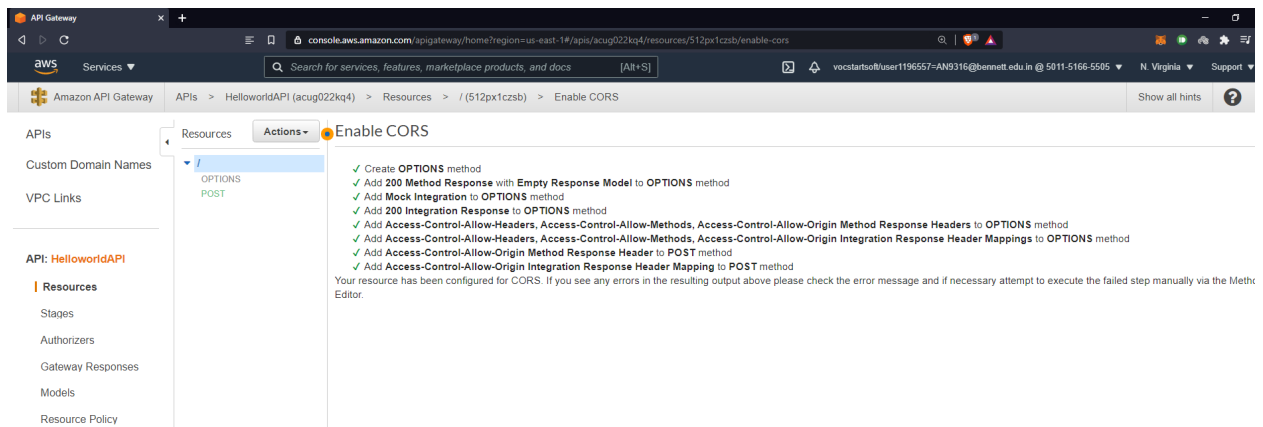 API Gateway
console.aws.amazon.com/apigateway/home?region=us-east-1#/apis/acug022kq4/resources/512px1czsb/enable-cors
aws Services ▼ Search for services, features, marketplace products, and docs [Alt+S] vocstartsoft/user1196557=AN9316@bennett.edu.in @ 5011-5166-5505 ▼ N. Virginia ▼ Support ▼
Amazon API Gateway APIs > HelloworldAPI (acug022kq4) > Resources > / (512px1czsb) > Enable CORS Show all hints ?
APIs
Custom Domain Names
VPC Links
API: HelloworldAPI
Resources
Stages
Authorizers
Gateway Responses
Models
Resource Policy
Resources Actions
/
OPTIONS
POST
Enable CORS
✓ Create OPTIONS method
✓ Add 200 Method Response with Empty Response Model to OPTIONS method
✓ Add Mock Integration to OPTIONS method
✓ Add 200 Integration Response to OPTIONS method
✓ Add Access-Control-Allow-Headers, Access-Control-Allow-Methods, Access-Control-Allow-Origin Method Response Headers to OPTIONS method
✓ Add Access-Control-Allow-Headers, Access-Control-Allow-Methods, Access-Control-Allow-Origin Integration Response Header Mappings to OPTIONS method
✓ Add Access-Control-Allow-Origin Method Response Header to POST method
✓ Add Access-Control-Allow-Origin Integration Response Header Mapping to POST method
Your resource has been configured for CORS. If you see any errors in the resulting output above please check the error message and if necessary attempt to execute the failed step manually via the Metho
Editor.